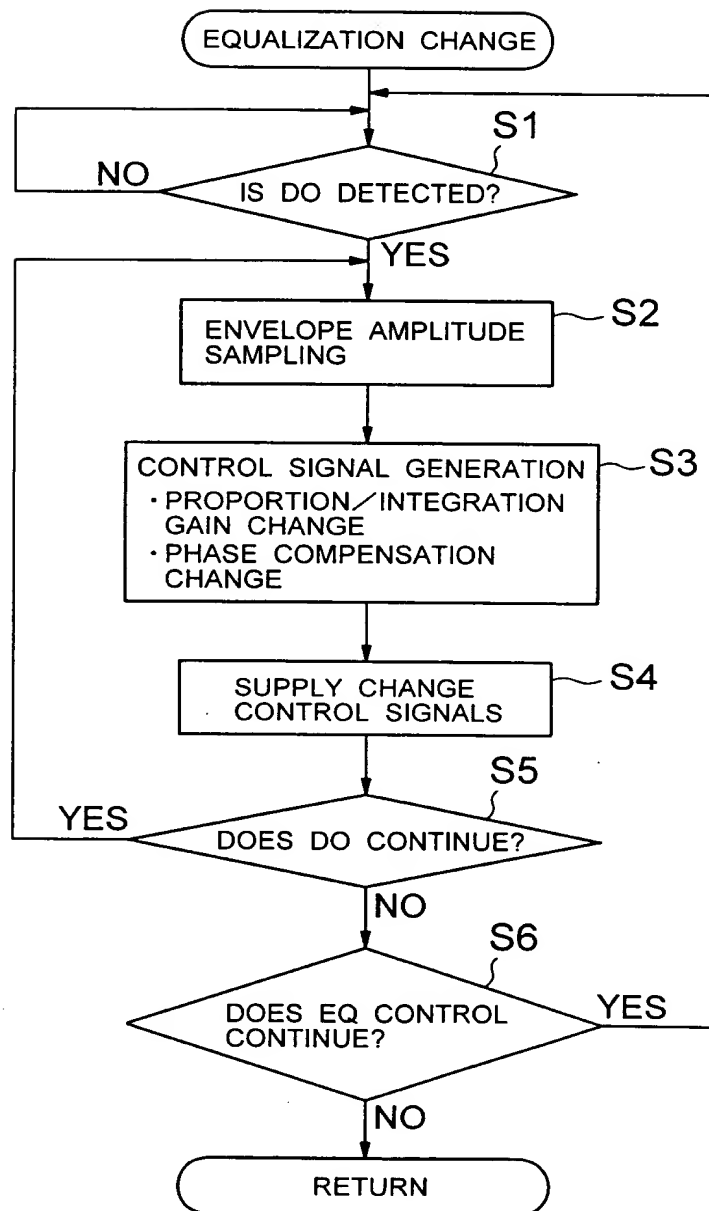 EQUALIZATION CHANGE
S1
NO
IS DO DETECTED?
YES
S2
ENVELOPE AMPLITUDE
SAMPLING
S3
CONTROL SIGNAL GENERATION
・PROPORTION/INTEGRATION
GAIN CHANGE
・PHASE COMPENSATION
CHANGE
S4
SUPPLY CHANGE
CONTROL SIGNALS
S5
YES
DOES DO CONTINUE?
NO
S6
DOES EQ CONTROL
CONTINUE?
YES
NO
RETURN